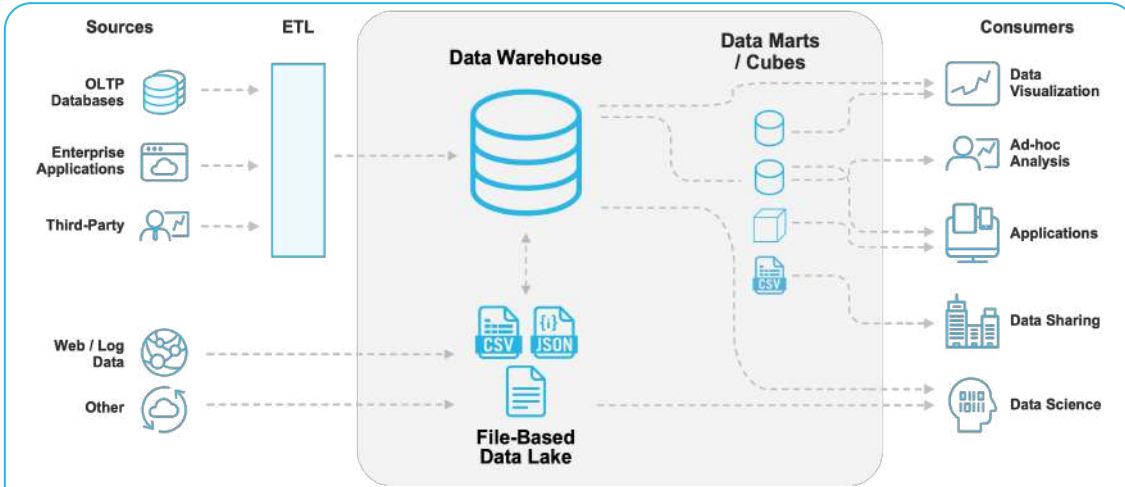 Sources
ETL
Data Warehouse
Data Marts
/ Cubes
Consumers
OLTP
Databases
Enterprise
Applications
Third-Party
Web / Log
Data
Other
CSV
JSON
{i}
File-Based
Data Lake
CSV
Data
Visualization
Ad-hoc
Analysis
Applications
Data Sharing
Data Science